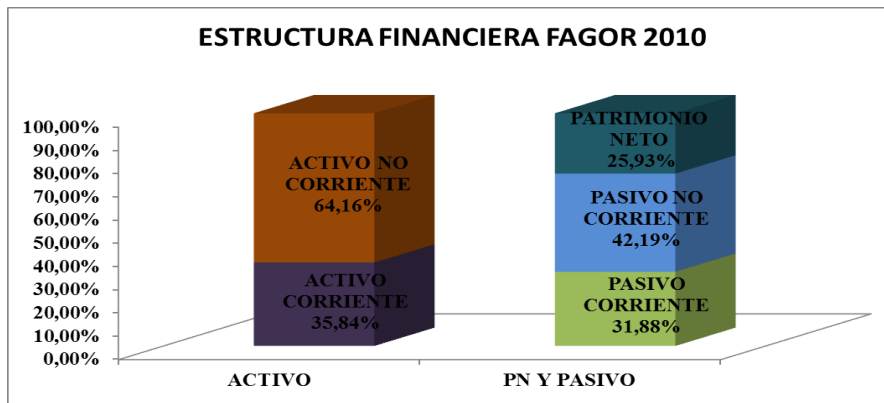 ESTRUCTURA FINANCIERA FAGOR 2010
100,00%
90,00%
80,00%
70,00%
60,00%
50,00%
40,00%
30,00%
20,00%
10,00%
0,00%
ACTIVO NO
CORRIENTE
64,16%
ACTIVO
CORRIENTE
35,84%
PATRIMONIO
NETO
25,93%
PASIVO NO
CORRIENTE
42,19%
PASIVO
CORRIENTE
31,88%
ACTIVO
PN Y PASIVO